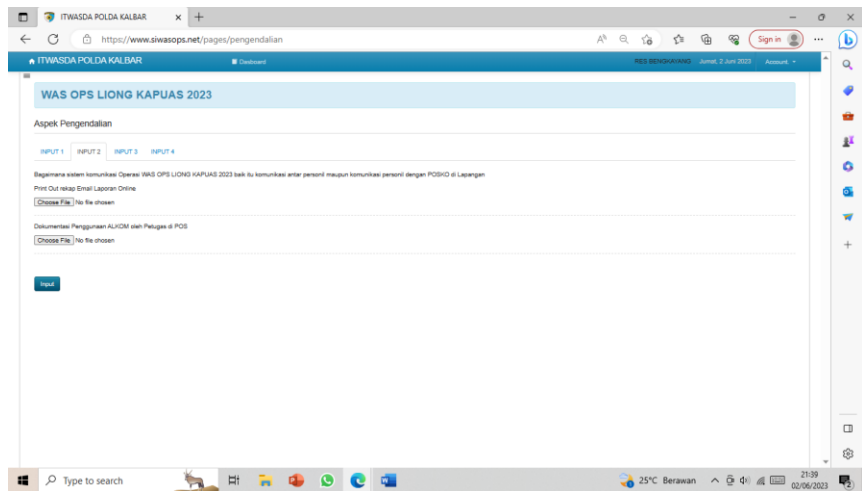 ITWASDA POLDA KALBAR
https://www.siwasops.net/pages/pengendalian
Sign in
ITWASDA POLDA KALBAR
Dasboard
RES BENGKAYANG
Jumat, 2 Juni 2023
Account
WAS OPS LIONG KAPUAS 2023
Aspek Pengendalian
INPUT 1 INPUT 2 INPUT 3 INPUT 4
Bagaimana sistem komunikasi Operasi WAS OPS LIONG KAPUAS 2023 baik itu komunikasi antar personil maupun komunikasi personil dengan POSKO di Lapangan
Print Out rekap Email Laporan Online
Choose File No file chosen
Dokumentasi Penggunaan ALKOM oleh Petugas di POS
Choose File No file chosen
Input
Type to search
25°C Berawan
21:39
02/06/2023